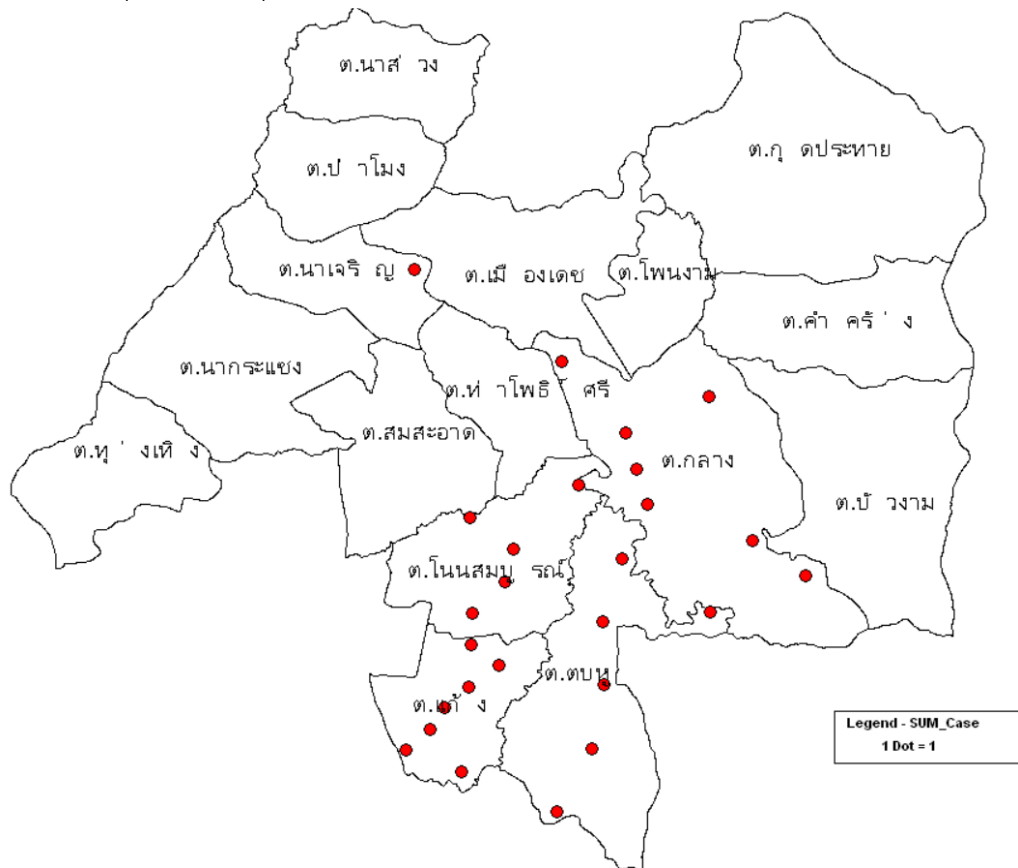 ต.นาส่วง
ต.กุดประทาย
ต.ป๋าโมง
ต.นาเจริญ
ต.เมืองเดช
ต.โพนงาม
ต.คำครั่ง
ต.นากระแซง
ต.ท่าโพธิ์ศรี
ต.สมสะอาด
ต.ทุ่งเทิง
ต.กลาง
ต.บัวงาม
ต.โนนสมบูรณ์
ต.ตบหู
ต.แก้ง
Legend - SUM_Case
1 Dot = 1